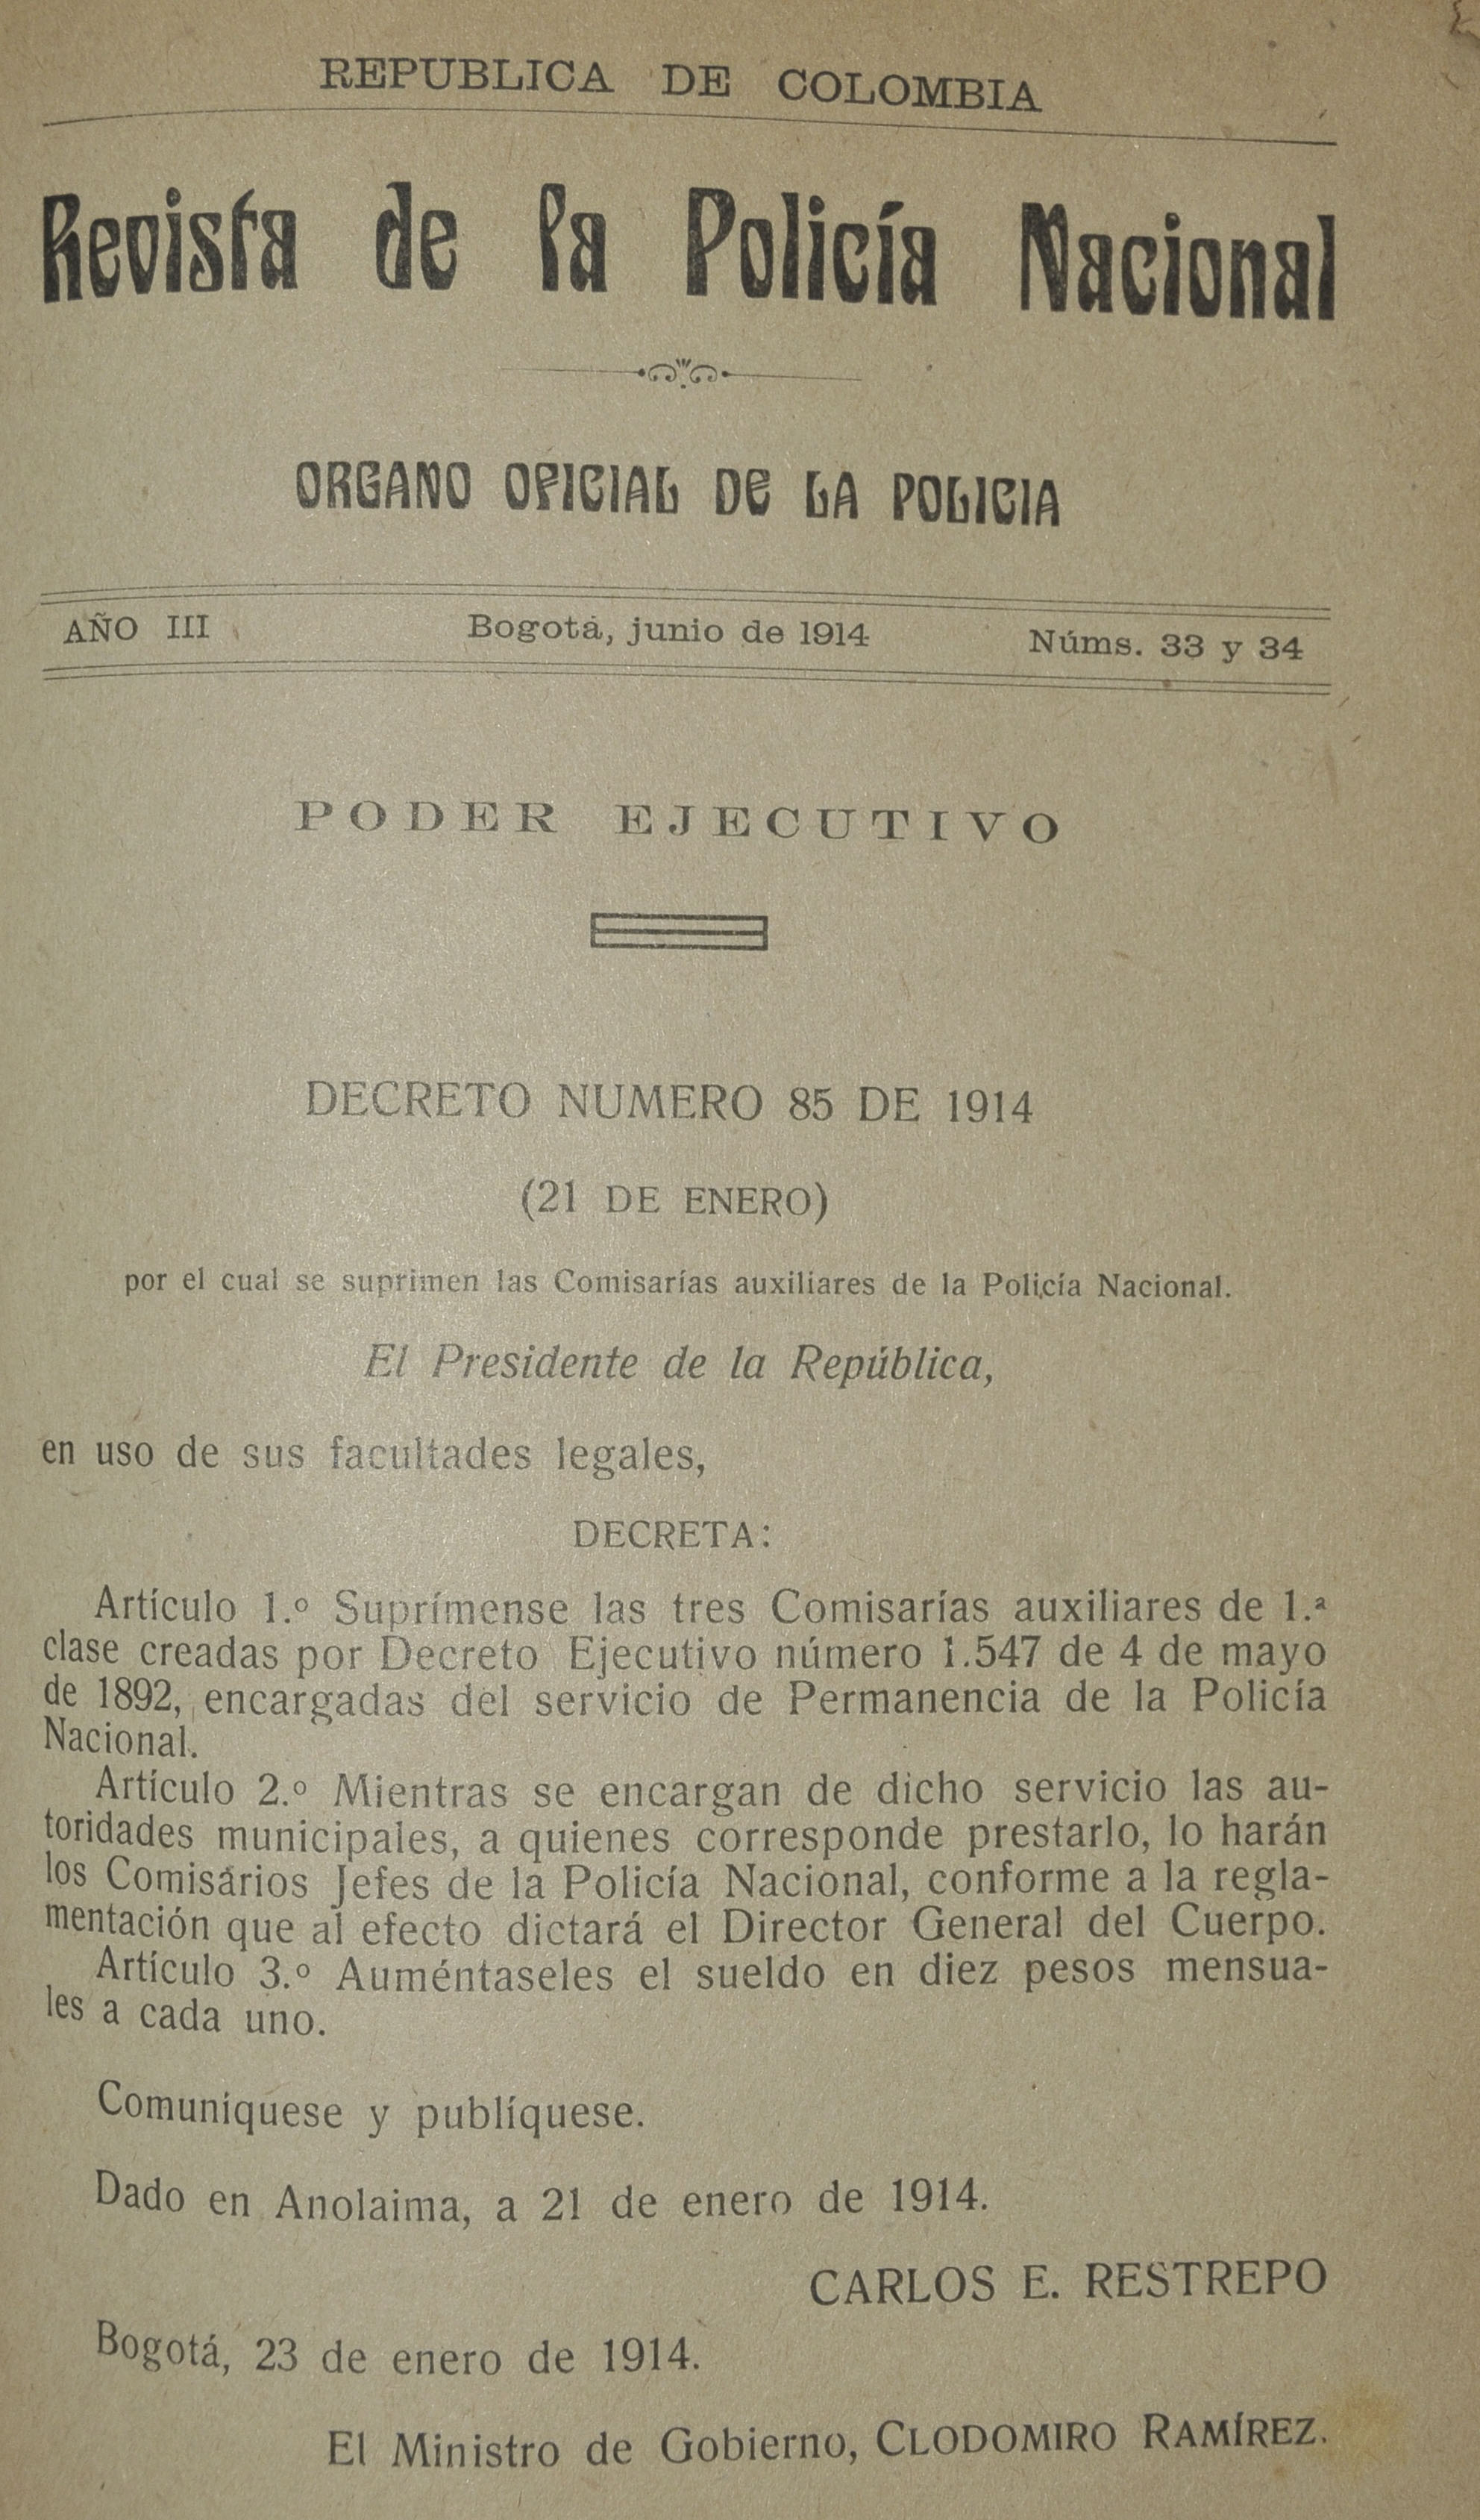 REPUBLICA DE COLOMBIA
Revista de la Policía Nacional
ORGANO OFICIAL DE LA POLICIA
AÑO III Bogotá, junio de 1914 Núms. 33 y 34
PODER EJECUTIVO
DECRETO NUMERO 85 DE 1914
(21 DE ENERO)
por el cual se suprimen las Comisarías auxiliares de la Policía Nacional.
El Presidente de la República,
en uso de sus facultades legales,
DECRETA:
Artículo 1.º Suprímense las tres Comisarías auxiliares de 1.ª
clase creadas por Decreto Ejecutivo número 1.547 de 4 de mayo
de 1892, encargadas del servicio de Permanencia de la Policía
Nacional.
Artículo 2.º Mientras se encargan de dicho servicio las au-
toridades municipales, a quienes corresponde prestarlo, lo harán
los Comisarios Jefes de la Policía Nacional, conforme a la regla-
mentación que al efecto dictará el Director General del Cuerpo.
Artículo 3.º Auméntaseles el sueldo en diez pesos mensua-
les a cada uno.
Comuníquese y publíquese.
Dado en Anolaima, a 21 de enero de 1914.
CARLOS E. RESTREPO
Bogotá, 23 de enero de 1914.
El Ministro de Gobierno, CLODOMIRO RAMÍREZ.